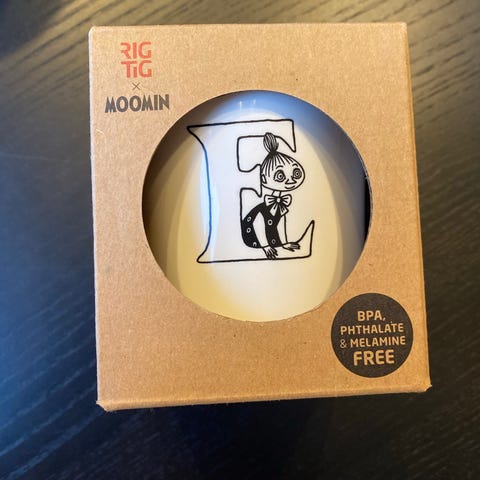 RIG
TIG
×
MOOMIN
E
BPA,
PHTHALATE
& MELAMINE
FREE